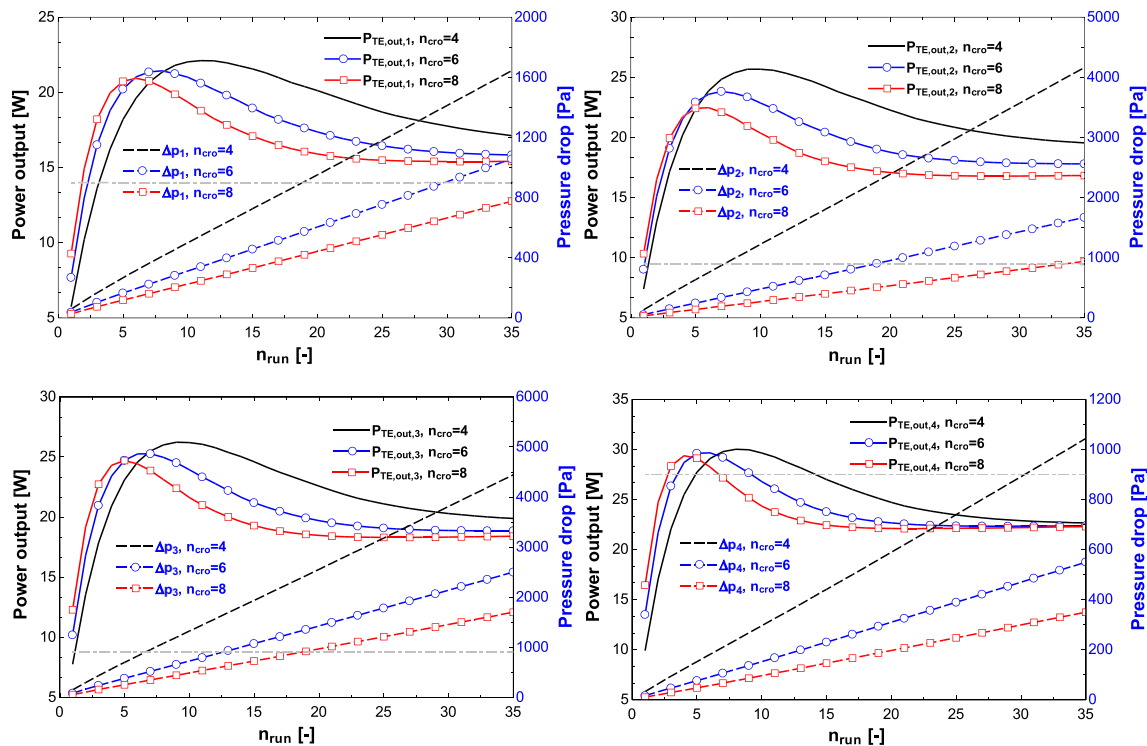 25
20
15
10
5
Power output [W]
P_TE,out,1, n_cro=4
P_TE,out,1, n_cro=6
P_TE,out,1, n_cro=8
Δp_1, n_cro=4
Δp_1, n_cro=6
Δp_1, n_cro=8
2000
1600
1200
800
400
0
Pressure drop [Pa]
0 5 10 15 20 25 30 35
n_run [-]
30
25
20
15
10
5
Power output [W]
P_TE,out,2, n_cro=4
P_TE,out,2, n_cro=6
P_TE,out,2, n_cro=8
Δp_2, n_cro=4
Δp_2, n_cro=6
Δp_2, n_cro=8
5000
4000
3000
2000
1000
0
Pressure drop [Pa]
0 5 10 15 20 25 30 35
n_run [-]
30
25
20
15
10
5
Power output [W]
P_TE,out,3, n_cro=4
P_TE,out,3, n_cro=6
P_TE,out,3, n_cro=8
Δp_3, n_cro=4
Δp_3, n_cro=6
Δp_3, n_cro=8
6000
5000
4000
3000
2000
1000
0
Pressure drop [Pa]
0 5 10 15 20 25 30 35
n_run [-]
35
30
25
20
15
10
5
Power output [W]
P_TE,out,4, n_cro=4
P_TE,out,4, n_cro=6
P_TE,out,4, n_cro=8
Δp_4, n_cro=4
Δp_4, n_cro=6
Δp_4, n_cro=8
1200
1000
800
600
400
200
0
Pressure drop [Pa]
0 5 10 15 20 25 30 35
n_run [-]